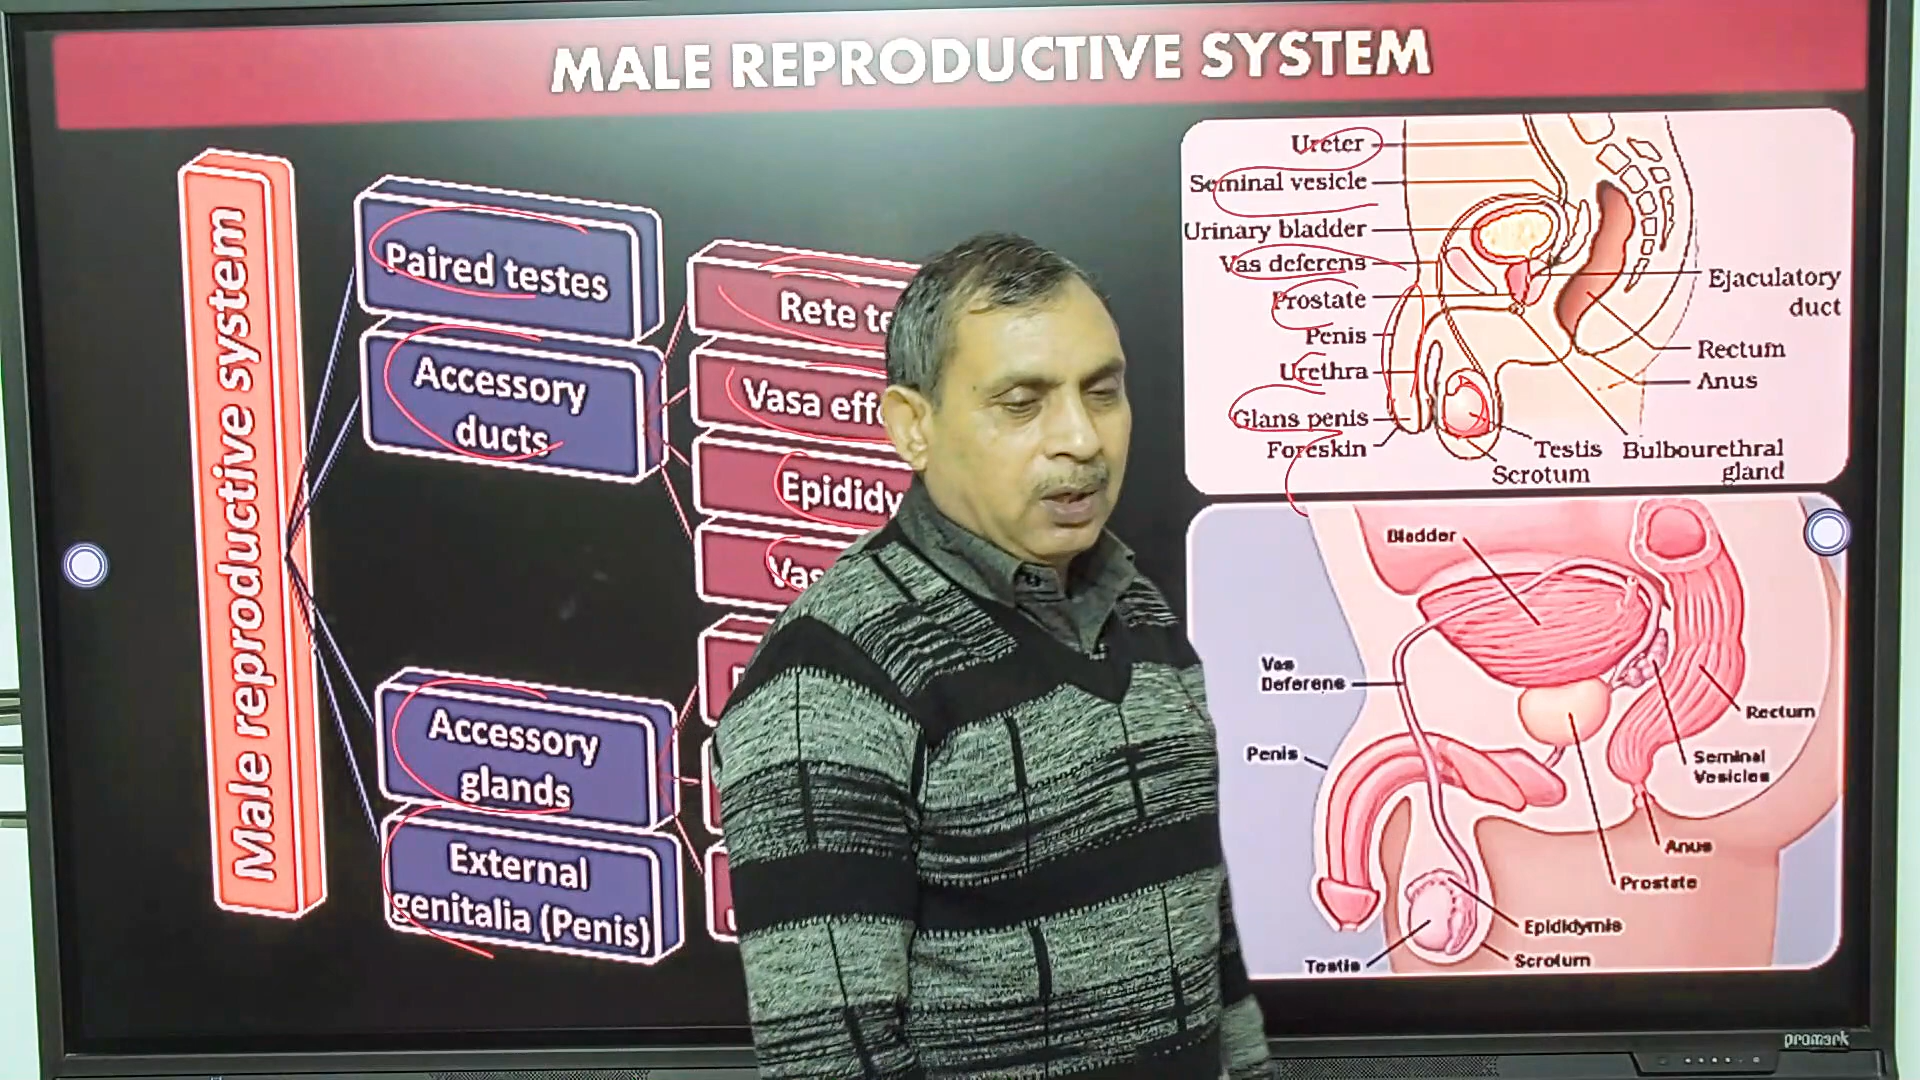 MALE REPRODUCTIVE SYSTEM
Male reproductive system
Paired testes
Accessory
ducts
Accessory
glands
External
genitalia (Penis)
Rete
Vasa
Ureter
Seminal vesicle
Urinary bladder
Vas deferens
Prostate
Penis
Urethra
Glans penis
Foreskin
Ejaculatory
duct
Rectum
Anus
Testis
Scrotum
Bulbourethral
gland
Bladder
Vas
Deferens
Penis
Rectum
Seminal
Vesicles
Anus
Prostate
Epididymis
Scrotum
Testis
promark